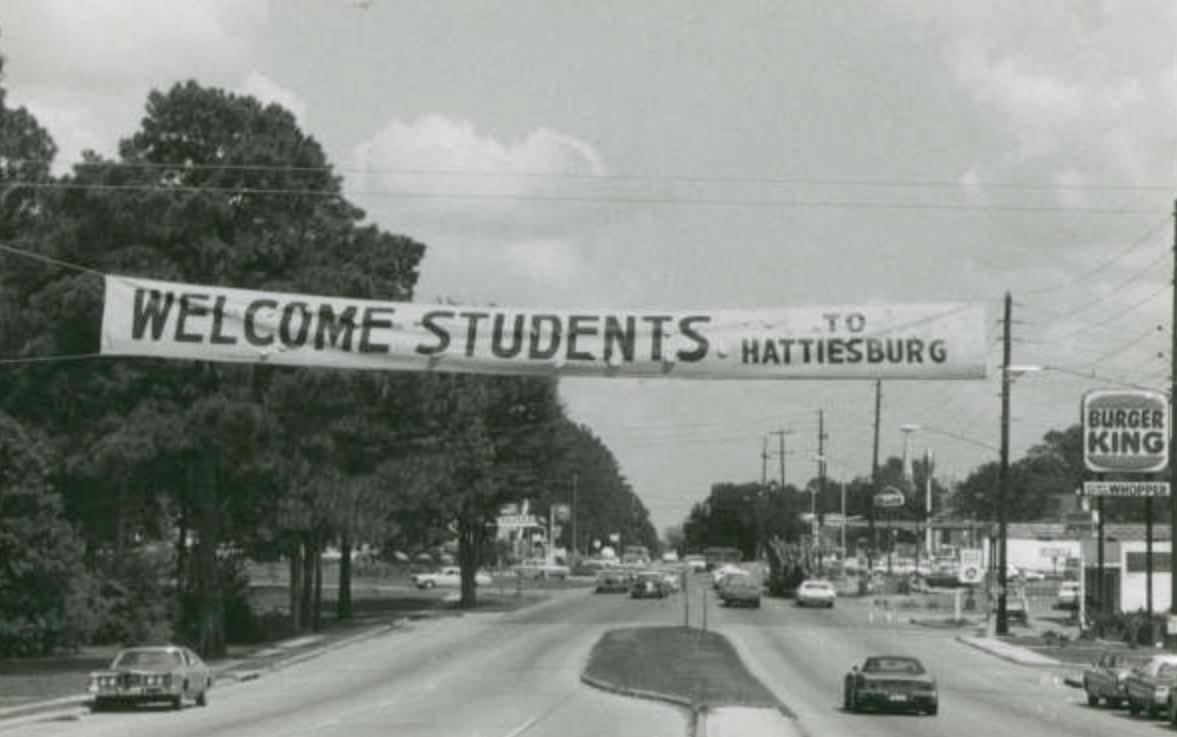 WELCOME STUDENTS
TO
HATTIESBURG
BURGER
KING
WHOPPER